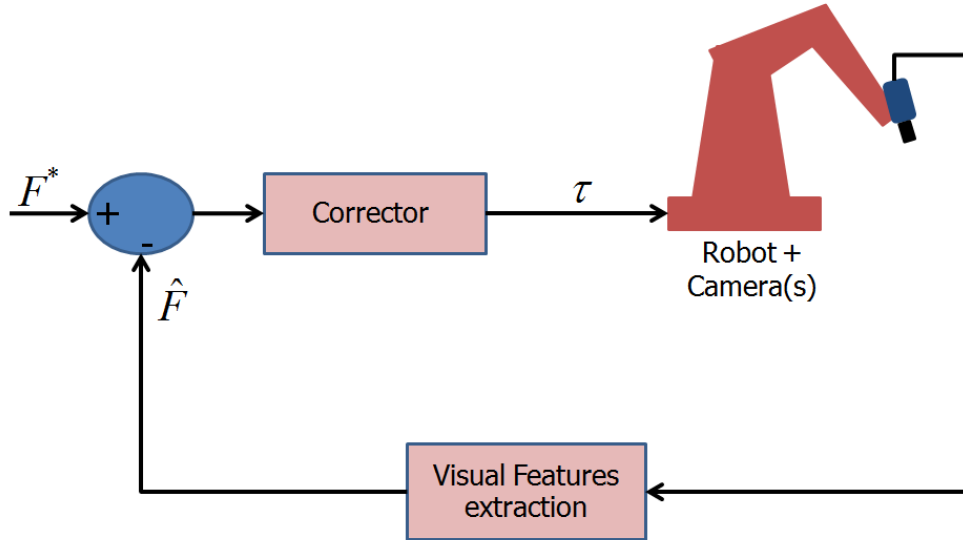 F*
+
-
Corrector
τ
Robot +
Camera(s)
F̂
Visual Features
extraction